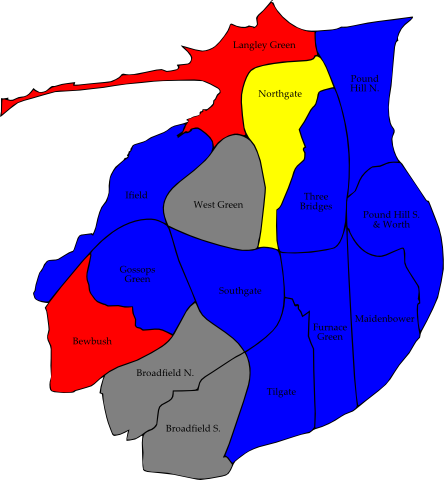 Langley Green
Pound
Hill N.
Northgate
Ifield
West Green
Three
Bridges
Pound Hill S.
& Worth
Gossops
Green
Southgate
Furnace
Green
Maidenbower
Bewbush
Broadfield N.
Tilgate
Broadfield S.